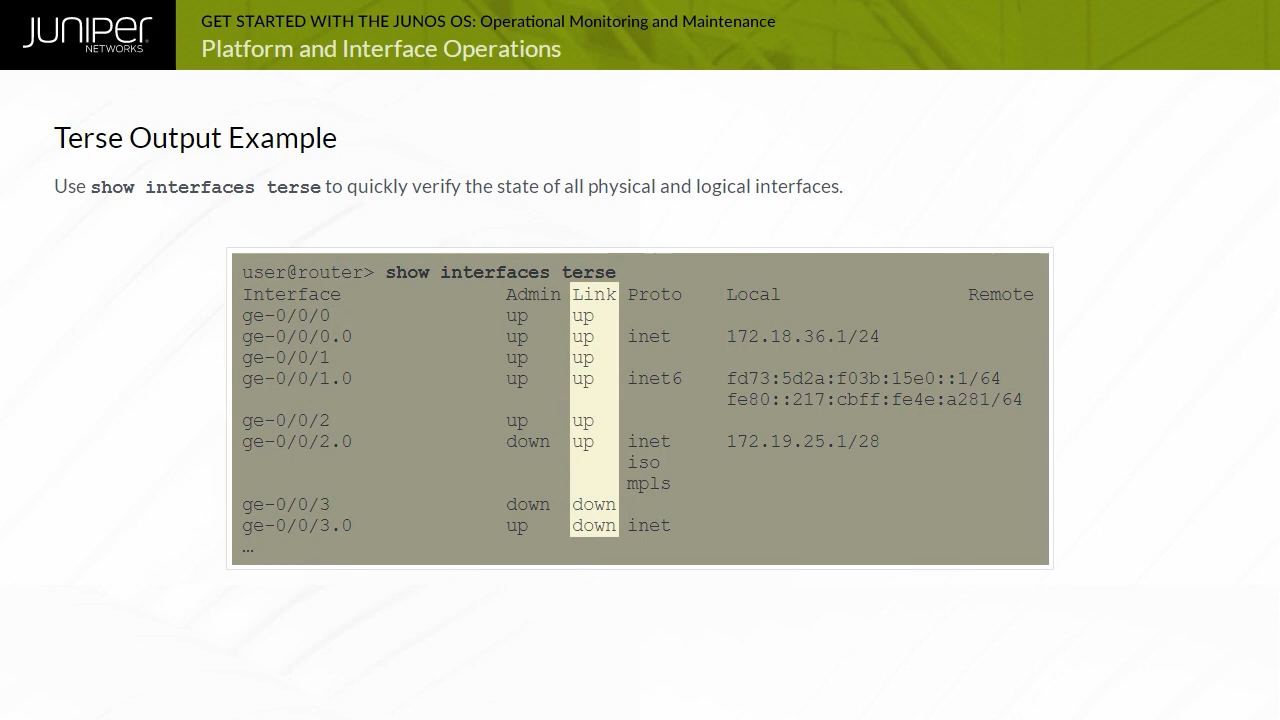 JUNIPER
NETWORKS
GET STARTED WITH THE JUNOS OS: Operational Monitoring and Maintenance
Platform and Interface Operations
Terse Output Example
Use show interfaces terse to quickly verify the state of all physical and logical interfaces.
user@router> show interfaces terse
Interface Admin Link Proto Local Remote
ge-0/0/0 up up
ge-0/0/0.0 up up inet 172.18.36.1/24
ge-0/0/1 up up
ge-0/0/1.0 up up inet6 fd73:5d2a:f03b:15e0::1/64
fe80::217:cbff:fe4e:a281/64
ge-0/0/2 up up
ge-0/0/2.0 down up inet 172.19.25.1/28
iso
mpls
ge-0/0/3 down down
ge-0/0/3.0 up down inet
…